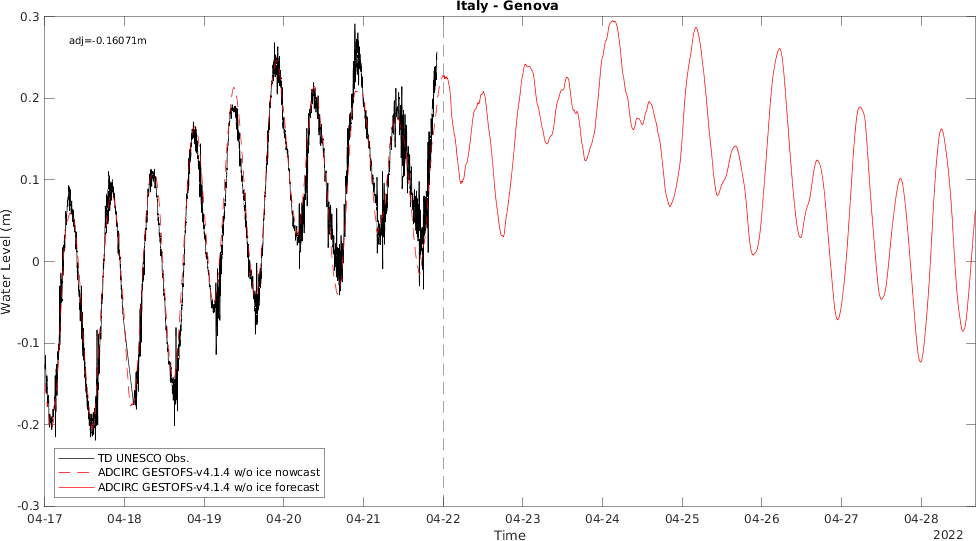 Italy - Genova
adj=-0.16071m
0.3
0.2
0.1
0
-0.1
-0.2
-0.3
Water Level (m)
TD UNESCO Obs.
ADCIRC GESTOFS-v4.1.4 w/o ice nowcast
ADCIRC GESTOFS-v4.1.4 w/o ice forecast
04-17 04-18 04-19 04-20 04-21 04-22 04-23 04-24 04-25 04-26 04-27 04-28
Time
2022